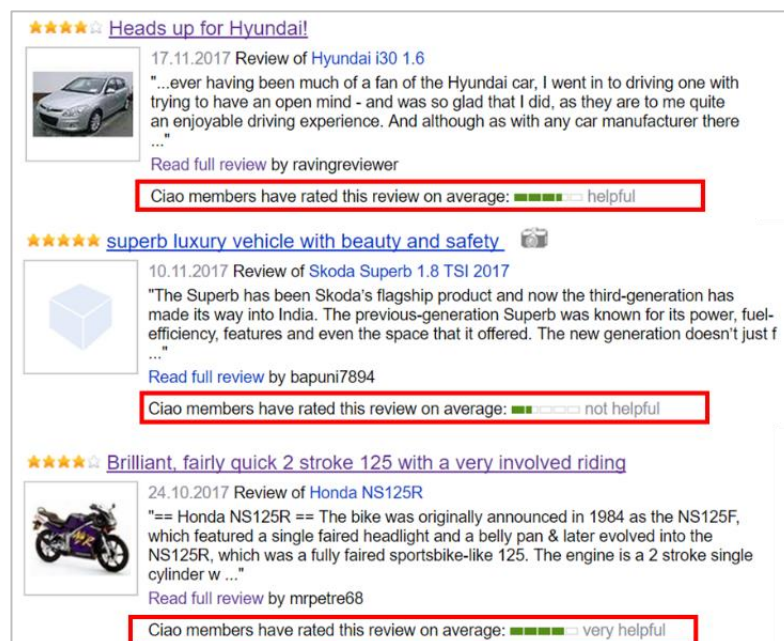 Heads up for Hyundai!
17.11.2017 Review of Hyundai i30 1.6
"...ever having been much of a fan of the Hyundai car, I went in to driving one with
trying to have an open mind - and was so glad that I did, as they are to me quite
an enjoyable driving experience. And although as with any car manufacturer there
..."
Read full review by ravingreviewer
Ciao members have rated this review on average: helpful
superb luxury vehicle with beauty and safety
10.11.2017 Review of Skoda Superb 1.8 TSI 2017
"The Superb has been Skoda's flagship product and now the third-generation has
made its way into India. The previous-generation Superb was known for its power, fuel-
efficiency, features and even the space that it offered. The new generation doesn't just f
..."
Read full review by bapuni7894
Ciao members have rated this review on average: not helpful
Brilliant, fairly quick 2 stroke 125 with a very involved riding
24.10.2017 Review of Honda NS125R
"== Honda NS125R == The bike was originally announced in 1984 as the NS125F,
which featured a single faired headlight and a belly pan & later evolved into the
NS125R, which was a fully faired sportsbike-like 125. The engine is a 2 stroke single
cylinder w ..."
Read full review by mrpetre68
Ciao members have rated this review on average: very helpful